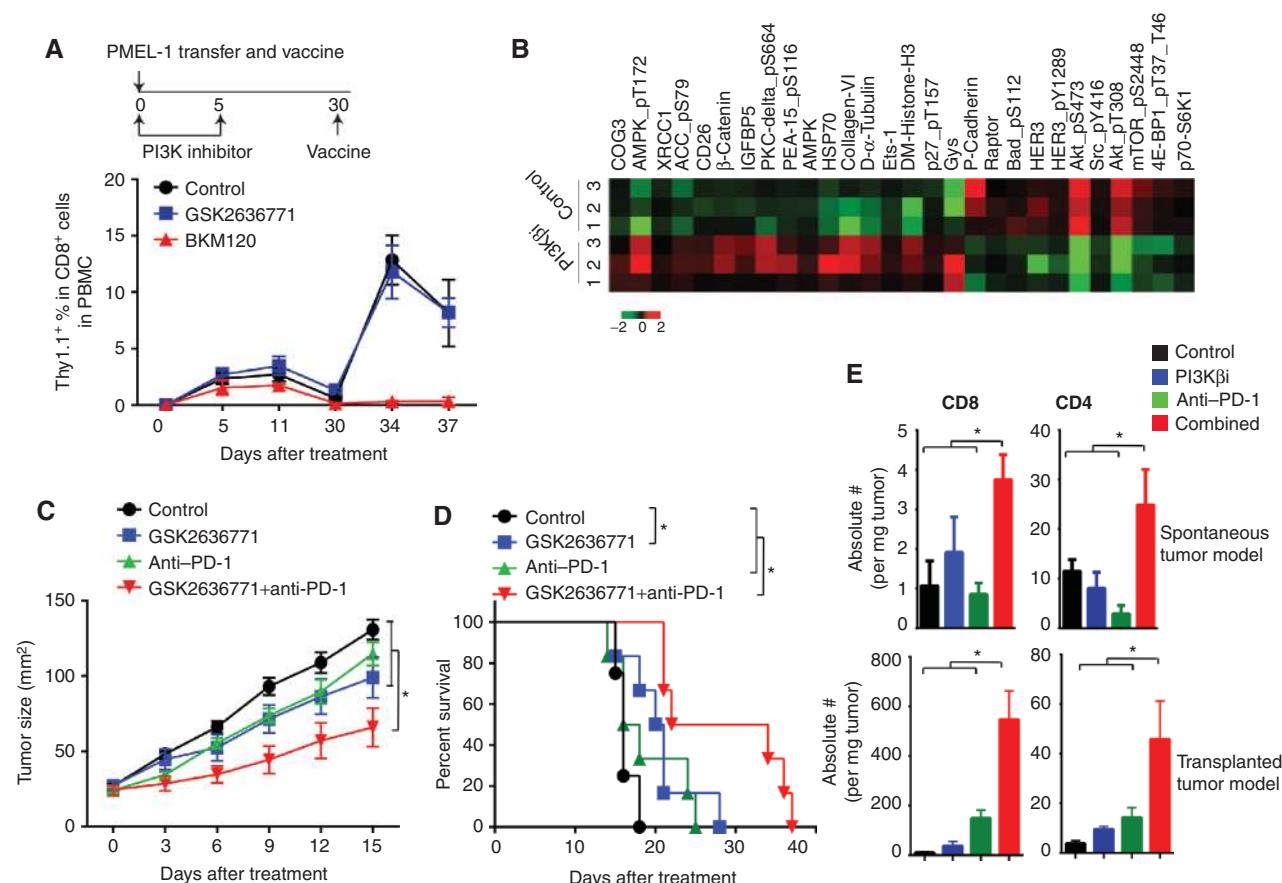 A
PMEL-1 transfer and vaccine
0 5 30
PI3K inhibitor Vaccine
Control
GSK2636771
BKM120
Thy1.1+ % in CD8+ cells
in PBMC
20
15
10
5
0
0 5 11 30 34 37
Days after treatment
B
COG3
AMPK_pT172
XRCC1
ACC_pS79
CD26
β-Catenin
IGFBP5
PKC-delta_pS664
PEA-15_pS116
AMPK
HSP70
Collagen-VI
D-α-Tubulin
Ets-1
DM-Histone-H3
p27_pT157
Gys
P-Cadherin
Raptor
Bad_pS112
HER3
HER3_pY1289
Akt_pS473
Src_pY416
Akt_pT308
mTOR_pS2448
4E-BP1_pT37_T46
p70-S6K1
Control
3
2
1
PI3Kβi
3
2
1
−2 0 2
C
Control
GSK2636771
Anti–PD-1
GSK2636771+anti-PD-1
Tumor size (mm2)
150
100
50
0
*
0 3 6 9 12 15
Days after treatment
D
Control
GSK2636771
Anti–PD-1
GSK2636771+anti-PD-1
*
*
Percent survival
100
80
60
40
20
0
0 10 20 30 40
Days after treatment
E
Control
PI3Kβi
Anti–PD-1
Combined
CD8 CD4
Absolute #
(per mg tumor)
5
4
3
2
1
0
*
40
30
20
10
0
*
Spontaneous
tumor model
Absolute #
(per mg tumor)
800
600
400
200
0
*
80
60
40
20
0
*
Transplanted
tumor model